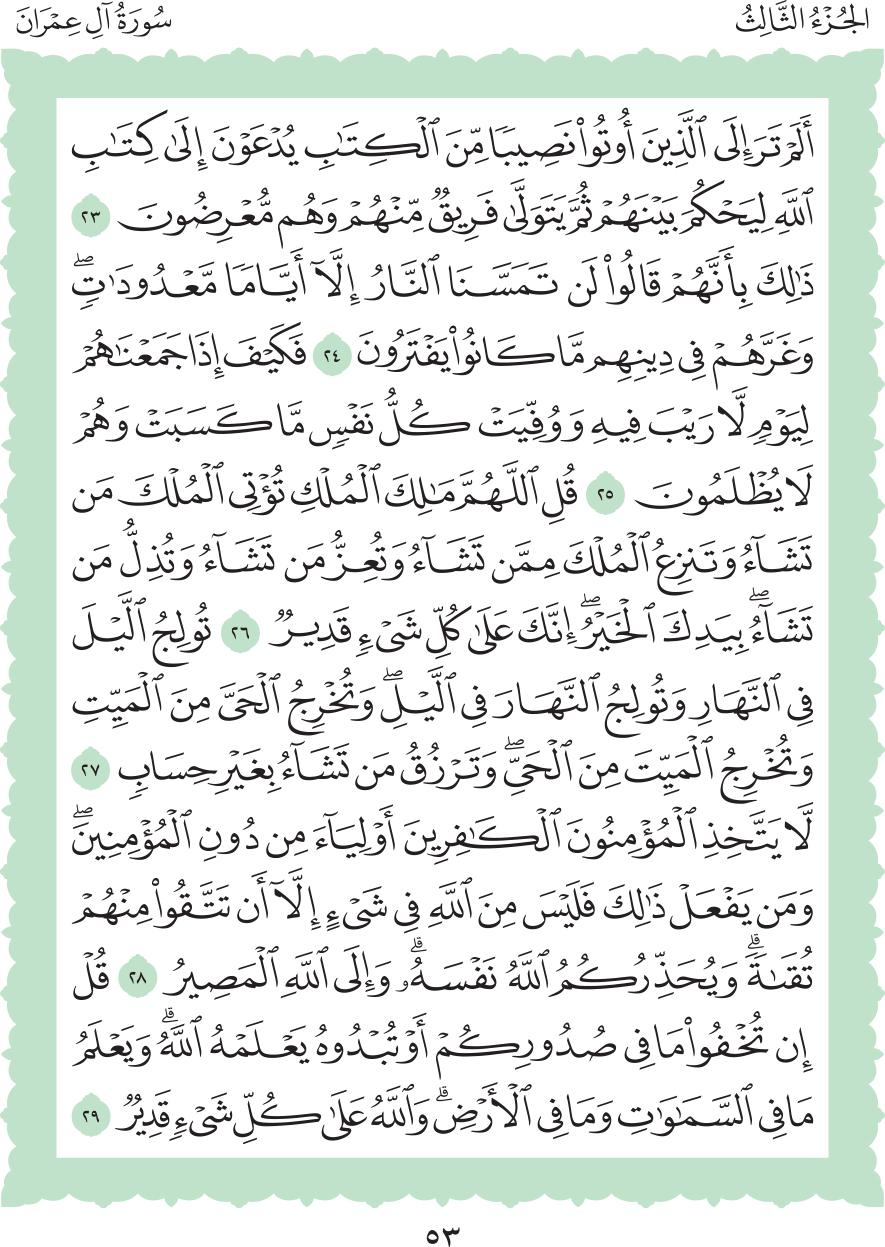 الجُزْءُ الثَّالِثُ
سُورَةُ آلِ عِمْرَانَ
أَلَمۡ تَرَ إِلَى ٱلَّذِينَ أُوتُواْ نَصِيبٗا مِّنَ ٱلۡكِتَٰبِ يُدۡعَوۡنَ إِلَىٰ كِتَٰبِ
ٱللَّهِ لِيَحۡكُمَ بَيۡنَهُمۡ ثُمَّ يَتَوَلَّىٰ فَرِيقٞ مِّنۡهُمۡ وَهُم مُّعۡرِضُونَ ٢٣
ذَٰلِكَ بِأَنَّهُمۡ قَالُواْ لَن تَمَسَّنَا ٱلنَّارُ إِلَّآ أَيَّامٗا مَّعۡدُودَٰتٖۖ
وَغَرَّهُمۡ فِي دِينِهِم مَّا كَانُواْ يَفۡتَرُونَ ٢٤ فَكَيۡفَ إِذَا جَمَعۡنَٰهُمۡ
لِيَوۡمٖ لَّا رَيۡبَ فِيهِ وَوُفِّيَتۡ كُلُّ نَفۡسٖ مَّا كَسَبَتۡ وَهُمۡ
لَا يُظۡلَمُونَ ٢٥ قُلِ ٱللَّهُمَّ مَٰلِكَ ٱلۡمُلۡكِ تُؤۡتِي ٱلۡمُلۡكَ مَن
تَشَآءُ وَتَنزِعُ ٱلۡمُلۡكَ مِمَّن تَشَآءُ وَتُعِزُّ مَن تَشَآءُ وَتُذِلُّ مَن
تَشَآءُۖ بِيَدِكَ ٱلۡخَيۡرُۖ إِنَّكَ عَلَىٰ كُلِّ شَيۡءٖ قَدِيرٞ ٢٦ تُولِجُ ٱلَّيۡلَ
فِي ٱلنَّهَارِ وَتُولِجُ ٱلنَّهَارَ فِي ٱلَّيۡلِۖ وَتُخۡرِجُ ٱلۡحَيَّ مِنَ ٱلۡمَيِّتِ
وَتُخۡرِجُ ٱلۡمَيِّتَ مِنَ ٱلۡحَيِّۖ وَتَرۡزُقُ مَن تَشَآءُ بِغَيۡرِ حِسَابٖ ٢٧
لَّا يَتَّخِذِ ٱلۡمُؤۡمِنُونَ ٱلۡكَٰفِرِينَ أَوۡلِيَآءَ مِن دُونِ ٱلۡمُؤۡمِنِينَۖ
وَمَن يَفۡعَلۡ ذَٰلِكَ فَلَيۡسَ مِنَ ٱللَّهِ فِي شَيۡءٍ إِلَّآ أَن تَتَّقُواْ مِنۡهُمۡ
تُقَىٰةٗۗ وَيُحَذِّرُكُمُ ٱللَّهُ نَفۡسَهُۥۗ وَإِلَى ٱللَّهِ ٱلۡمَصِيرُ ٢٨ قُلۡ
إِن تُخۡفُواْ مَا فِي صُدُورِكُمۡ أَوۡ تُبۡدُوهُ يَعۡلَمۡهُ ٱللَّهُۗ وَيَعۡلَمُ
مَا فِي ٱلسَّمَٰوَٰتِ وَمَا فِي ٱلۡأَرۡضِۗ وَٱللَّهُ عَلَىٰ كُلِّ شَيۡءٖ قَدِيرٞ ٢٩
٥٣